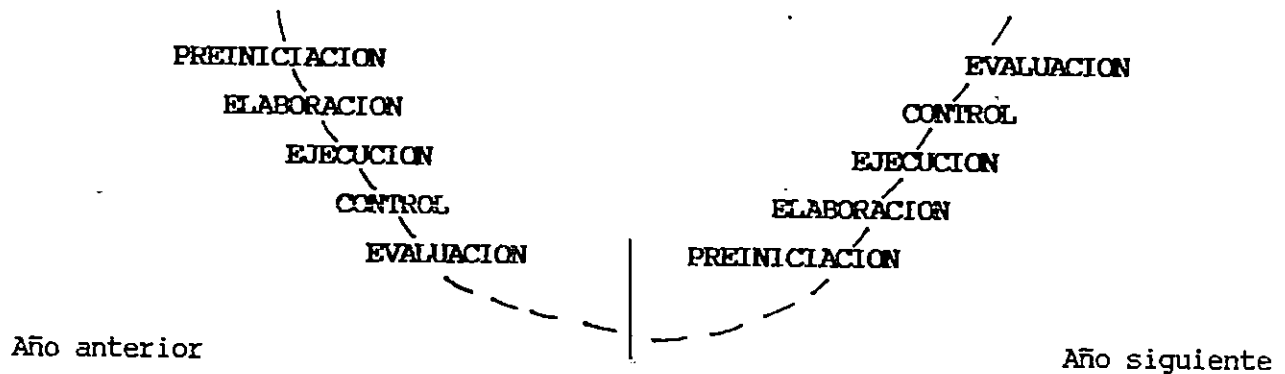 PREINICIACION
ELABORACION
EJECUCION
CONTROL
EVALUACION
EVALUACION
CONTROL
EJECUCION
ELABORACION
PREINICIACION
Año anterior
Año siguiente